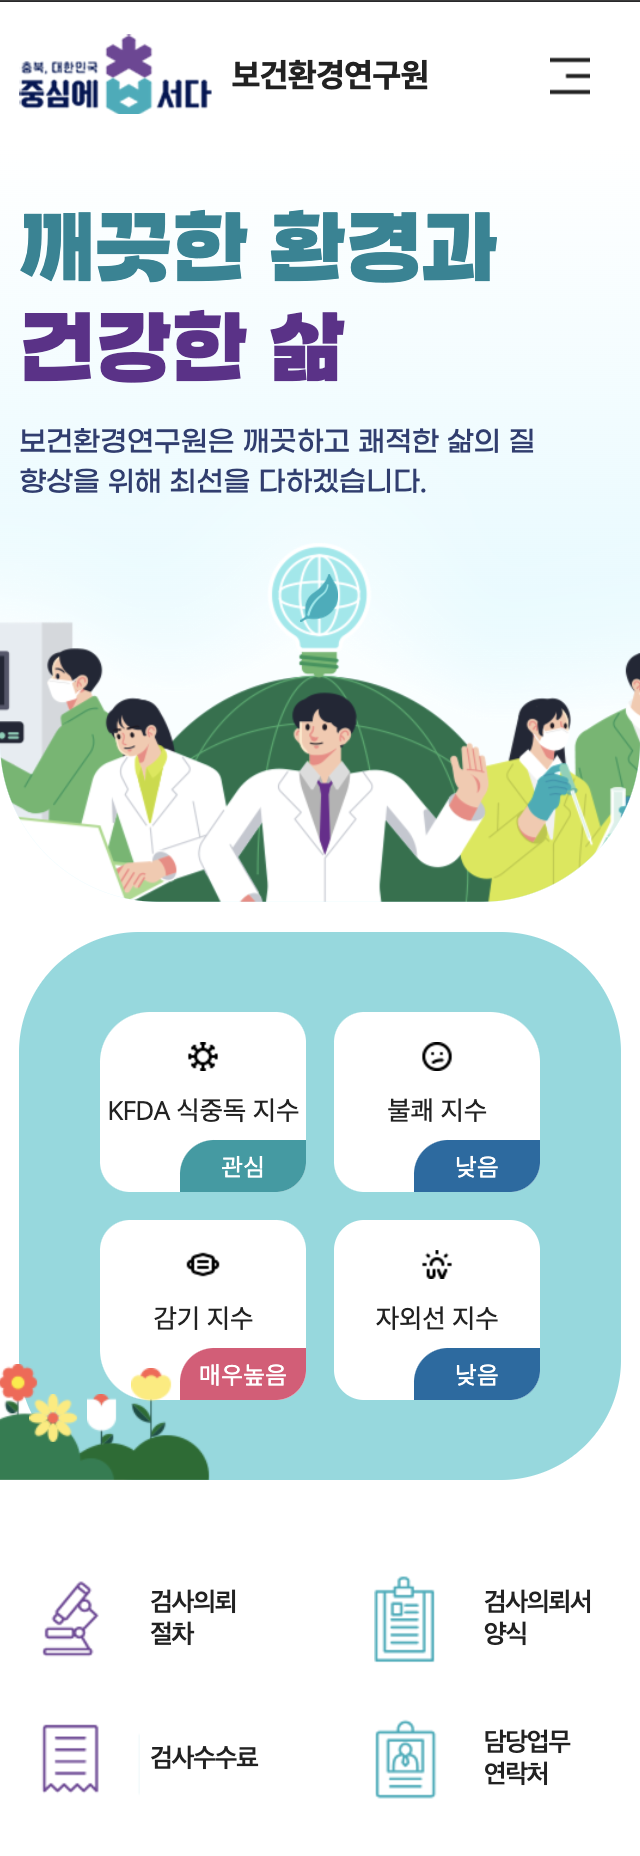 충북, 대한민국
중심에 서다
보건환경연구원
깨끗한 환경과
건강한 삶
보건환경연구원은 깨끗하고 쾌적한 삶의 질
향상을 위해 최선을 다하겠습니다.
KFDA 식중독 지수
관심
불쾌 지수
낮음
감기 지수
매우높음
UV
자외선 지수
낮음
검사의뢰
절차
검사의뢰서
양식
검사수수료
담당업무
연락처